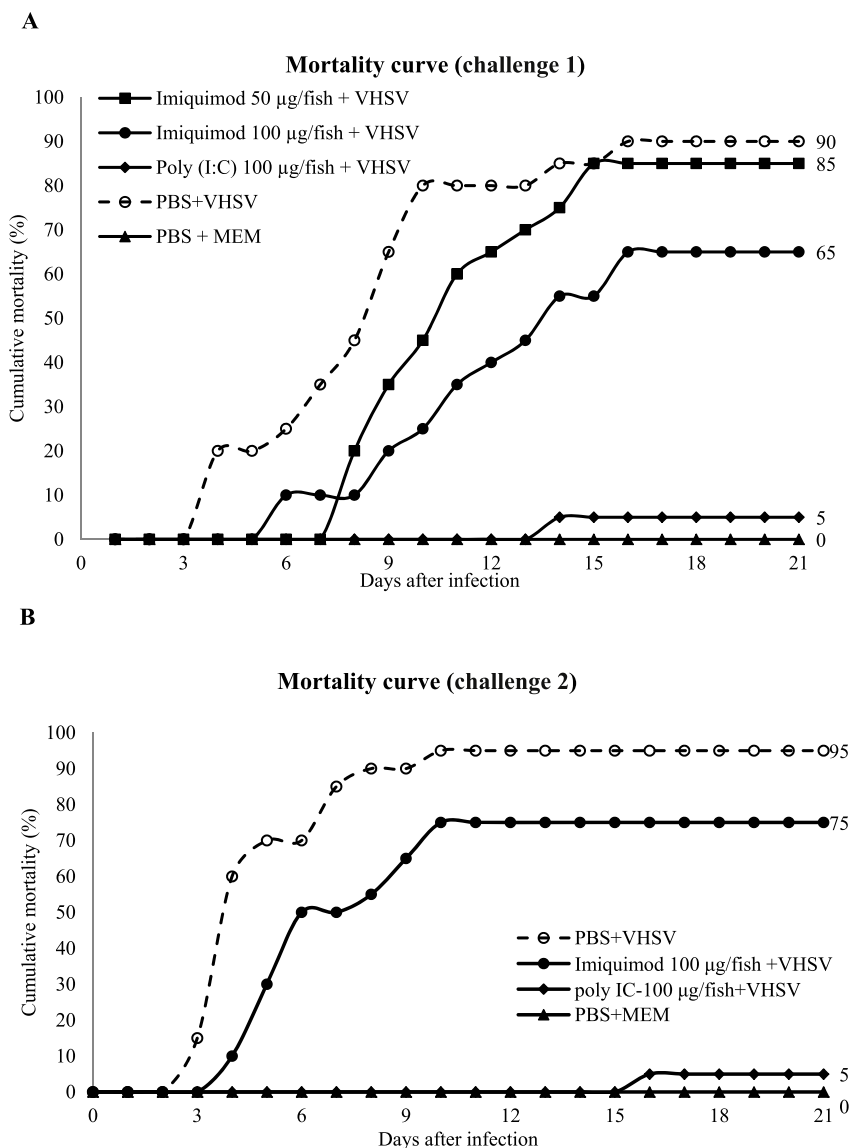 A
Mortality curve (challenge 1)
100
90
80
70
60
50
40
30
20
10
0
Cumulative mortality (%)
Imiquimod 50 µg/fish + VHSV
Imiquimod 100 µg/fish + VHSV
Poly (I:C) 100 µg/fish + VHSV
PBS+VHSV
PBS + MEM
90
85
65
5
0
0 3 6 9 12 15 18 21
Days after infection
B
Mortality curve (challenge 2)
100
90
80
70
60
50
40
30
20
10
0
Cumulative mortality (%)
95
75
PBS+VHSV
Imiquimod 100 µg/fish +VHSV
poly IC-100 µg/fish+VHSV
PBS+MEM
5
0
0 3 6 9 12 15 18 21
Days after infection